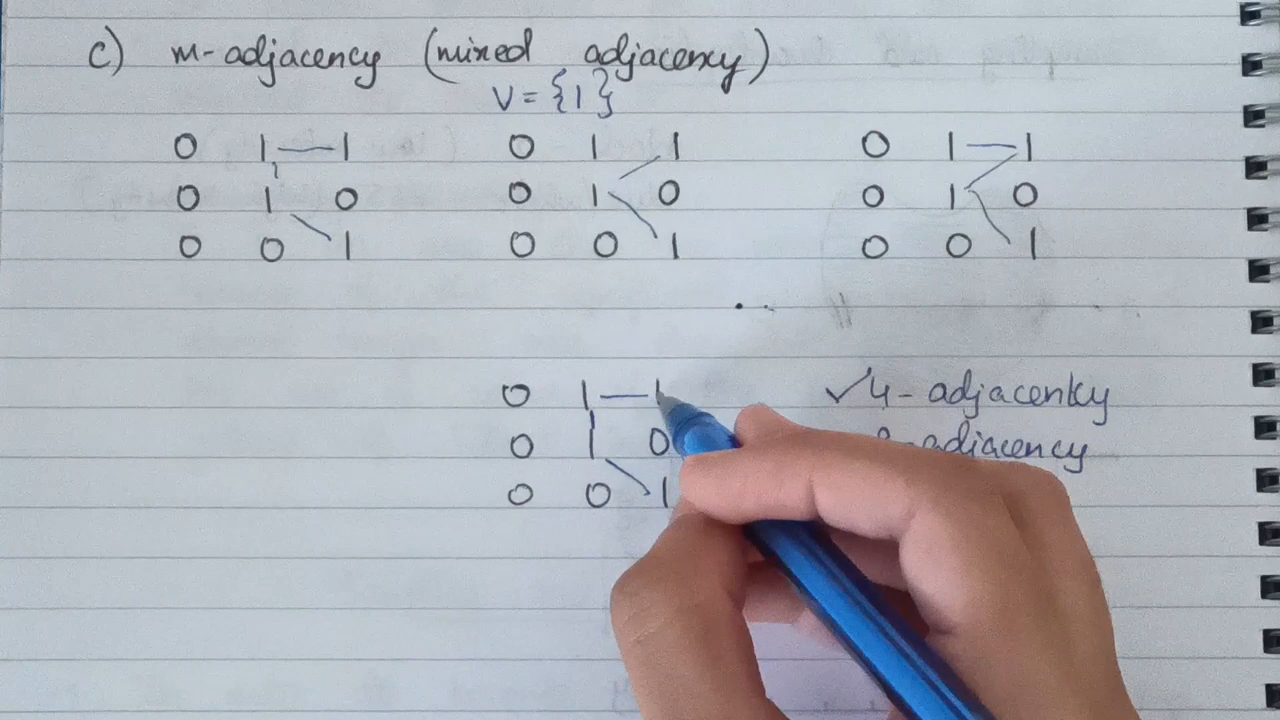 c) m-adjacency (mixed adjacency)
V = {1}
0 1 1 0 1 1 0 1 1
0 1 0 0 1 0 0 1 0
0 0 1 0 0 1 0 0 1
0 1 1 ✓4-adjacenky
0 1 0 adjacency
0 0 1